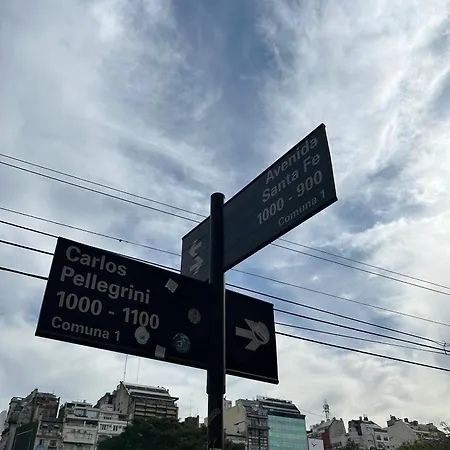 Avenida
Santa Fe
1000 - 900
Comuna 1
Carlos
Pellegrini
1000 - 1100
Comuna 1